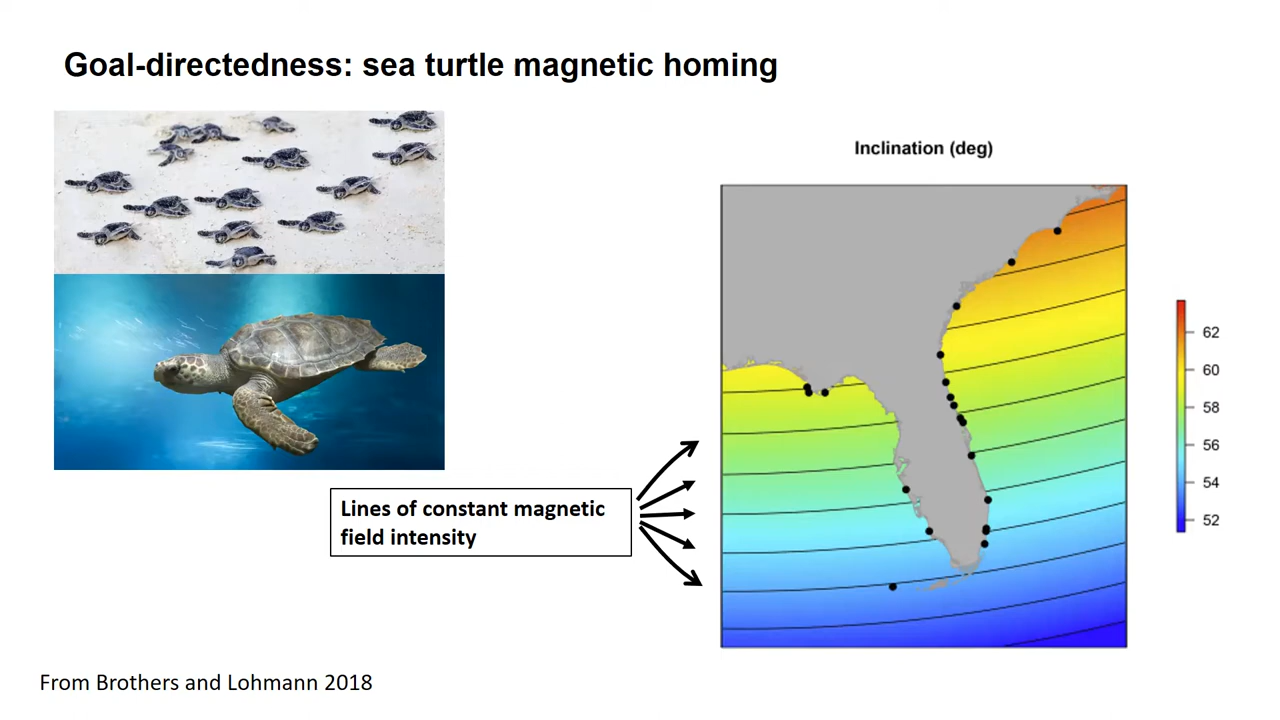 Goal-directedness: sea turtle magnetic homing
Inclination (deg)
62
60
58
56
54
52
Lines of constant magnetic
field intensity
From Brothers and Lohmann 2018